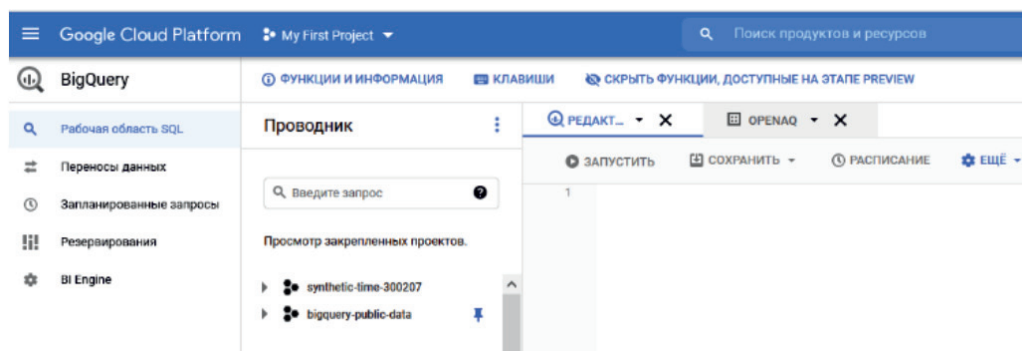 Google Cloud Platform My First Project Поиск продуктов и ресурсов
BigQuery ФУНКЦИИ И ИНФОРМАЦИЯ КЛАВИШИ СКРЫТЬ ФУНКЦИИ, ДОСТУПНЫЕ НА ЭТАПЕ PREVIEW
Рабочая область SQL
Переносы данных
Запланированные запросы
Резервирования
BI Engine
Проводник
Введите запрос
Просмотр закрепленных проектов.
synthetic-time-300207
bigquery-public-data
РЕДАКТ... OPENAQ
ЗАПУСТИТЬ СОХРАНИТЬ РАСПИСАНИЕ ЕЩЁ
1